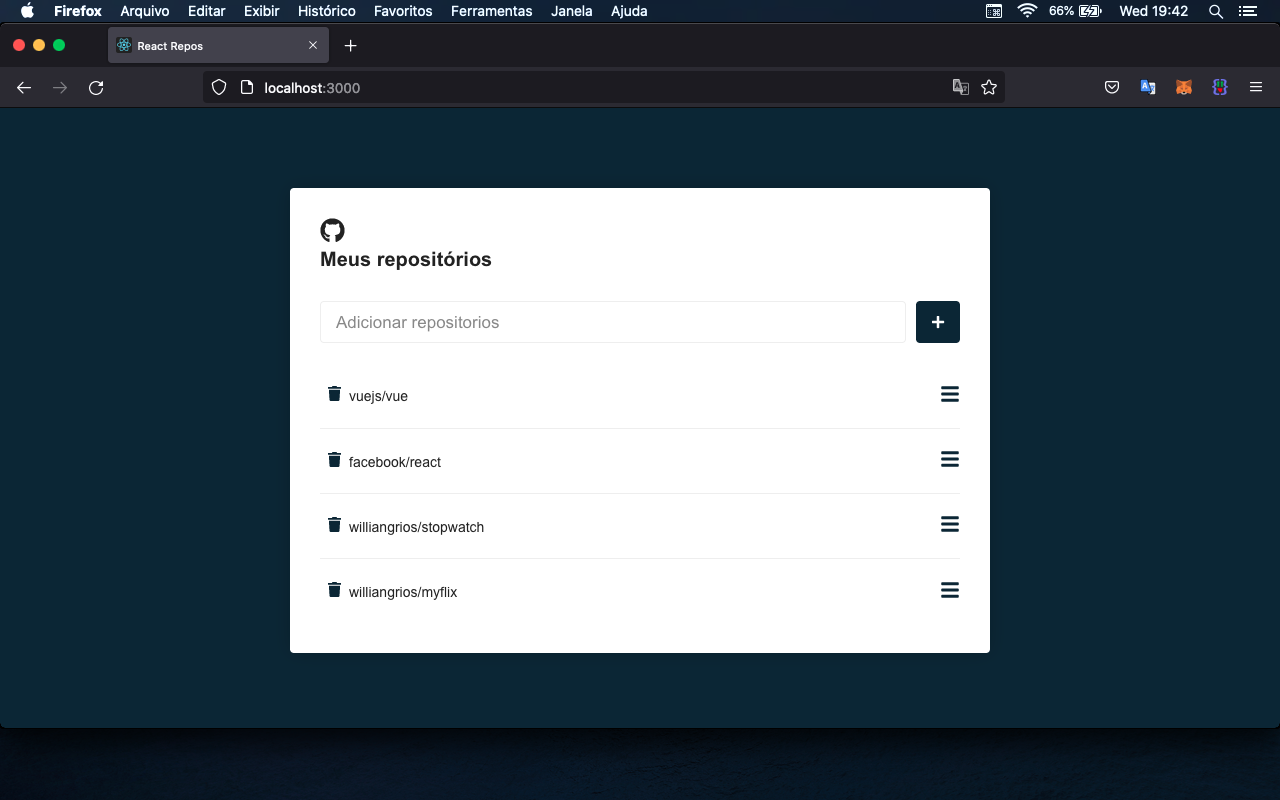 Firefox Arquivo Editar Exibir Histórico Favoritos Ferramentas Janela Ajuda 66% Wed 19:42
React Repos
localhost:3000
Meus repositórios
Adicionar repositorios
vuejs/vue
facebook/react
williangrios/stopwatch
williangrios/myflix